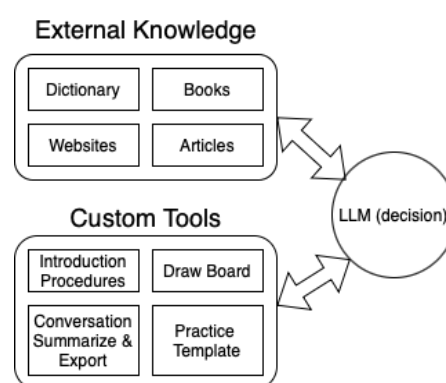 External Knowledge
Dictionary
Books
Websites
Articles
LLM (decision)
Custom Tools
Introduction
Procedures
Draw Board
Conversation
Summarize &
Export
Practice
Template